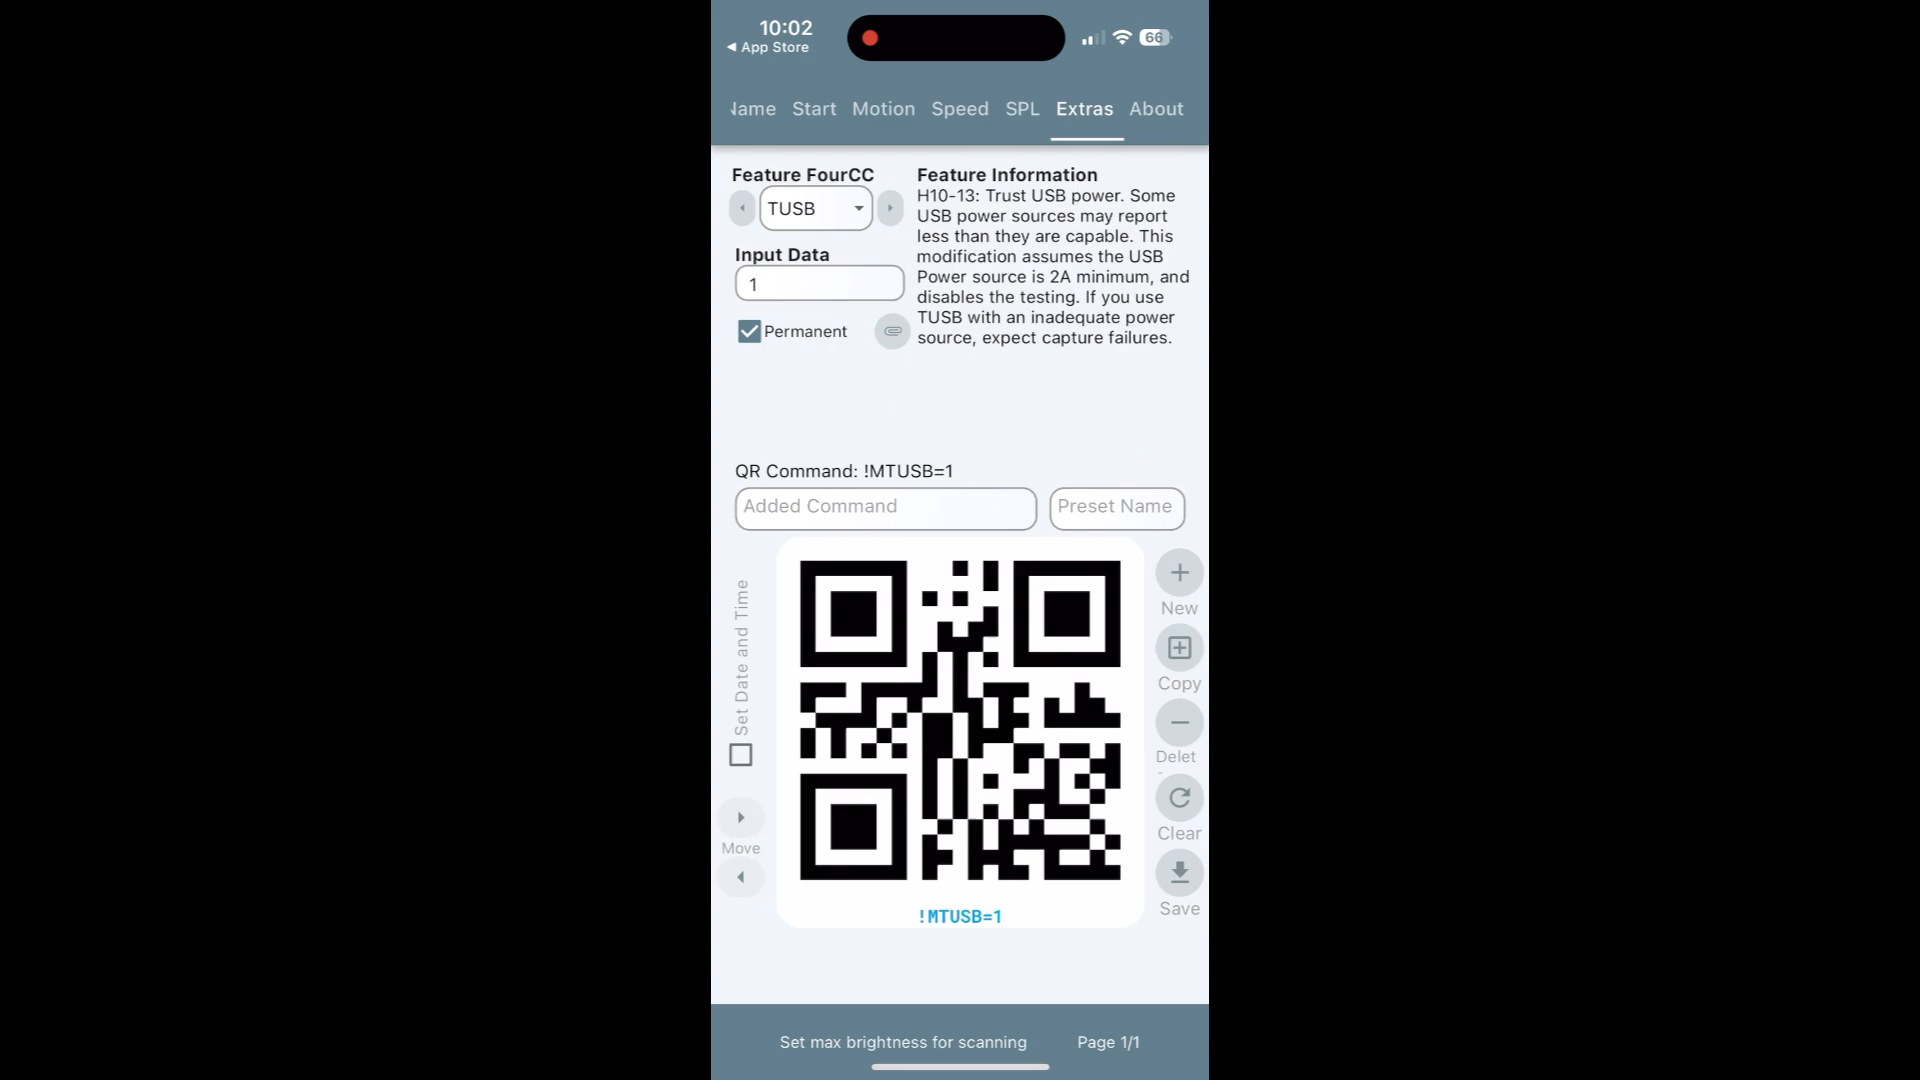 10:02
App Store
66
Name Start Motion Speed SPL Extras About
Feature FourCC
TUSB
Input Data
1
Permanent
Feature Information
H10-13: Trust USB power. Some
USB power sources may report
less than they are capable. This
modification assumes the USB
Power source is 2A minimum, and
disables the testing. If you use
TUSB with an inadequate power
source, expect capture failures.
QR Command: !MTUSB=1
Added Command
Preset Name
Set Date and Time
Move
New
Copy
Delet
Clear
Save
!MTUSB=1
Set max brightness for scanning
Page 1/1